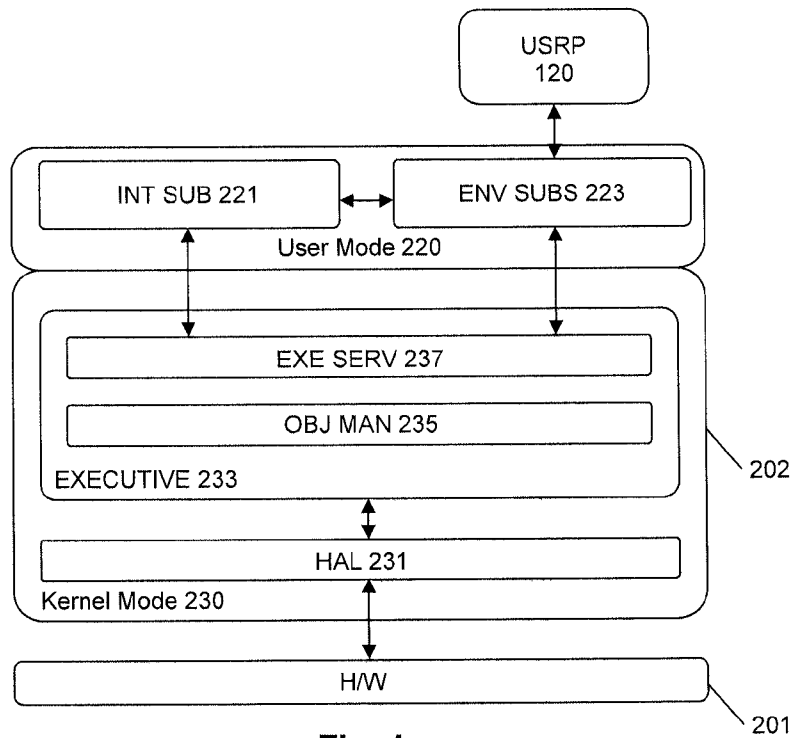 USRP
120
INT SUB 221
ENV SUBS 223
User Mode 220
EXE SERV 237
OBJ MAN 235
EXECUTIVE 233
202
HAL 231
Kernel Mode 230
H/W
201